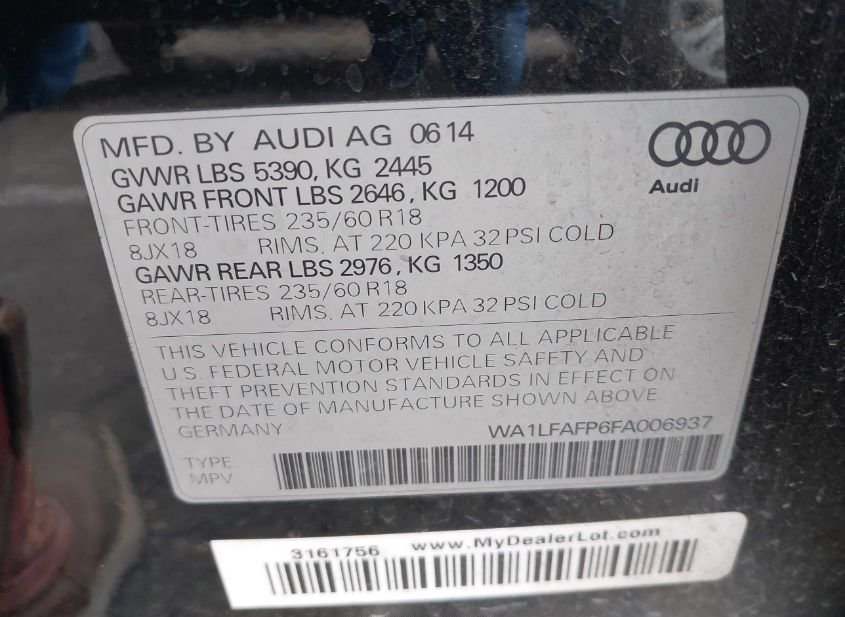 MFD. BY AUDI AG 06 14
GVWR LBS 5390, KG 2445
GAWR FRONT LBS 2646, KG 1200
FRONT-TIRES 235/60 R18
8JX18 RIMS, AT 220 KPA 32 PSI COLD
GAWR REAR LBS 2976, KG 1350
REAR-TIRES 235/60 R18
8JX18 RIMS, AT 220 KPA 32 PSI COLD
Audi
THIS VEHICLE CONFORMS TO ALL APPLICABLE
U.S. FEDERAL MOTOR VEHICLE SAFETY AND
THEFT PREVENTION STANDARDS IN EFFECT ON
THE DATE OF MANUFACTURE SHOWN ABOVE
GERMANY WA1LFAFP6FA006937
TYPE:
MPV
3161756 www.MyDealerLot.com